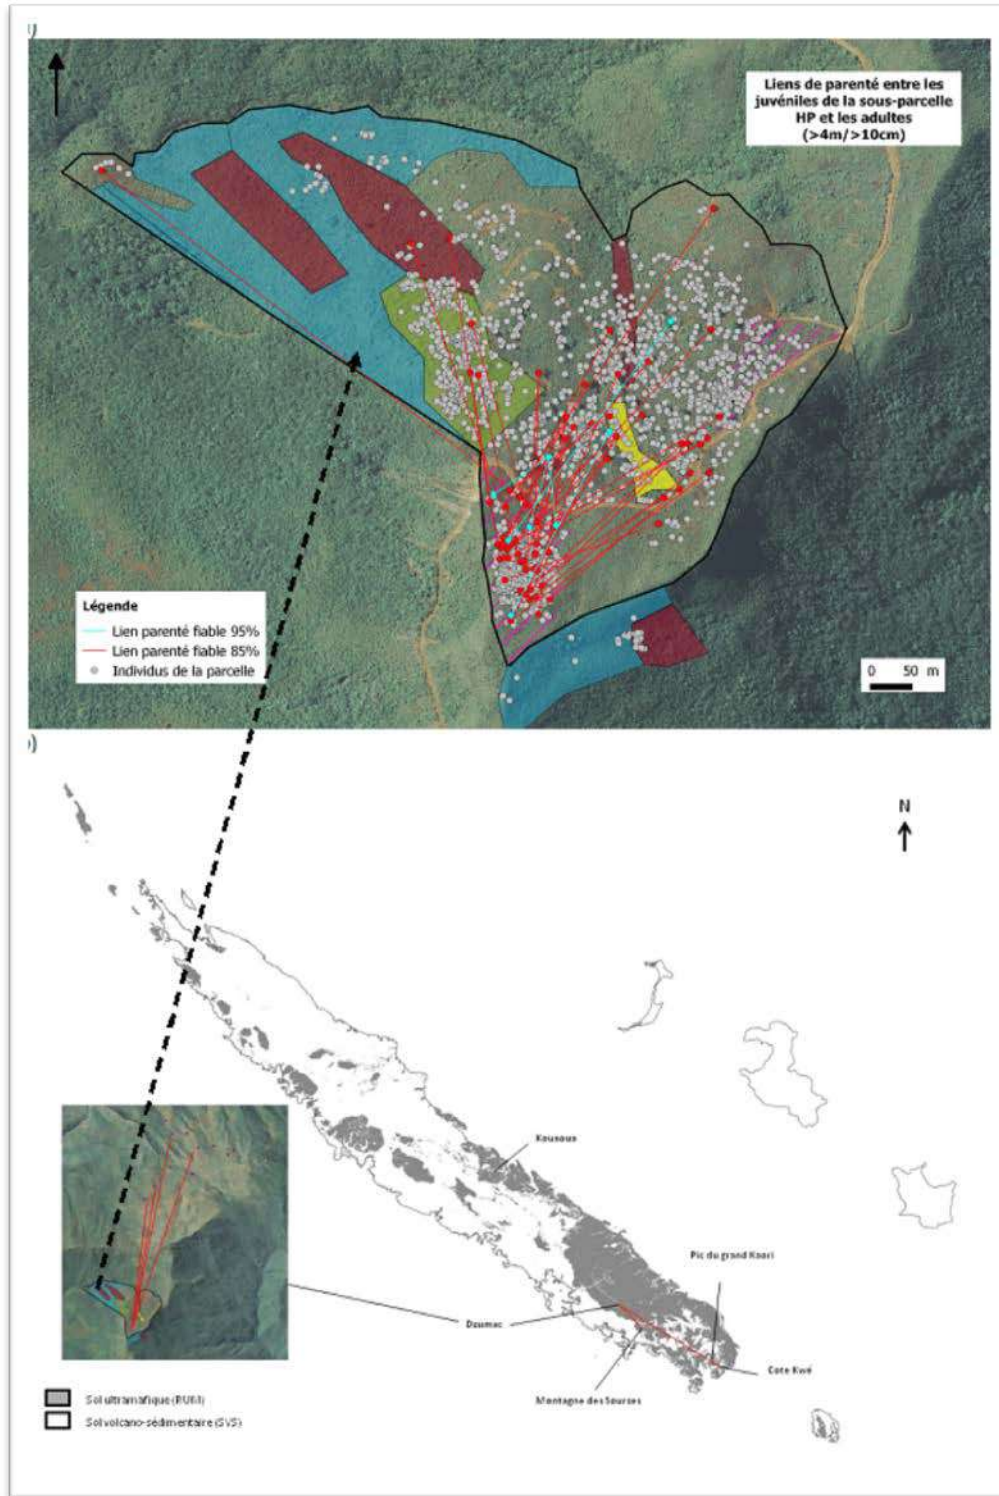 Liens de parenté entre les
juvéniles de la sous-parcelle
HP et les adultes
(>4m/>10cm)
Légende
Lien parenté fiable 95%
Lien parenté fiable 85%
Individus de la parcelle
0 50 m
N
Kouaoua
Pic du grand Kaori
Doumac
Cote Kwé
Montagne des Sourses
Sol ultramafique (RUM)
Sol volcano-sédimentaire (SVS)